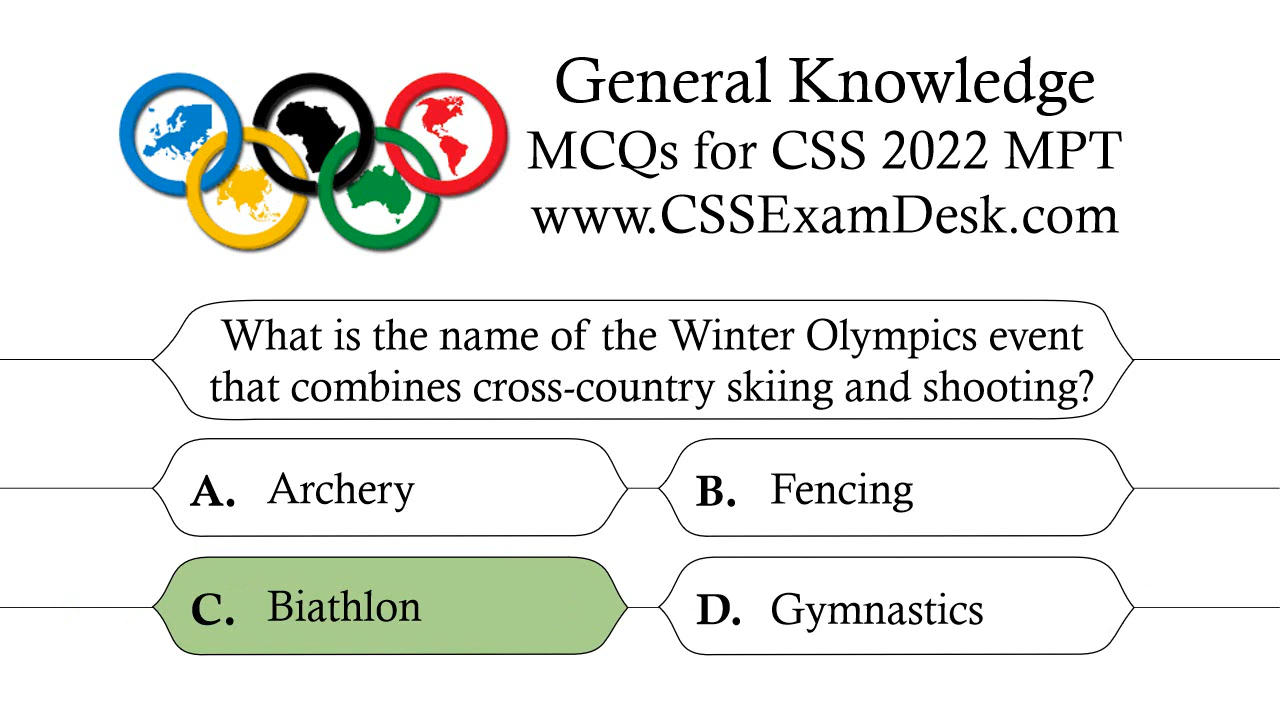 General Knowledge
MCQs for CSS 2022 MPT
www.CSSExamDesk.com
What is the name of the Winter Olympics event
that combines cross-country skiing and shooting?
A. Archery
B. Fencing
C. Biathlon
D. Gymnastics